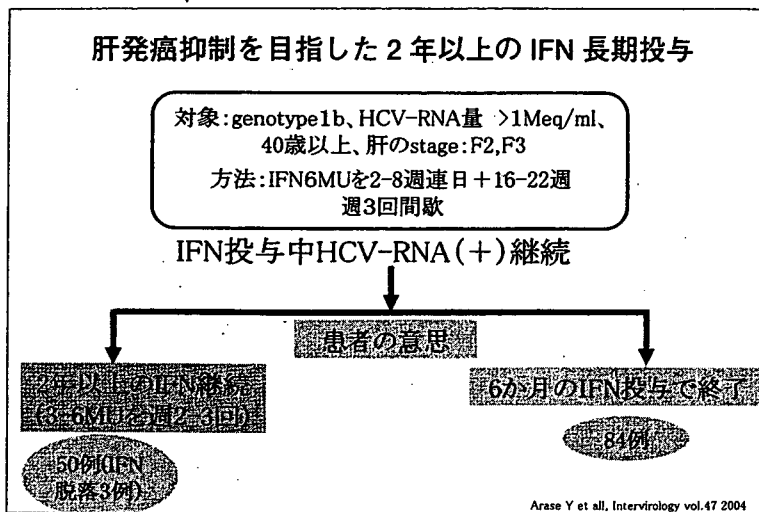 肝発癌抑制を目指した2年以上のIFN長期投与
対象:genotype1b、HCV-RNA量 >1Meq/ml、
40歳以上、肝のstage:F2,F3
方法:IFN6MUを2-8週連日+16-22週
週3回間歇
IFN投与中HCV-RNA(+)継続
患者の意思
2年以上のIFN継続
(3-6MUを週2-3回)
50例(IFN
脱落3例)
6か月のIFN投与で終了
84例
Arase Y et all, Intervirology vol.47 2004